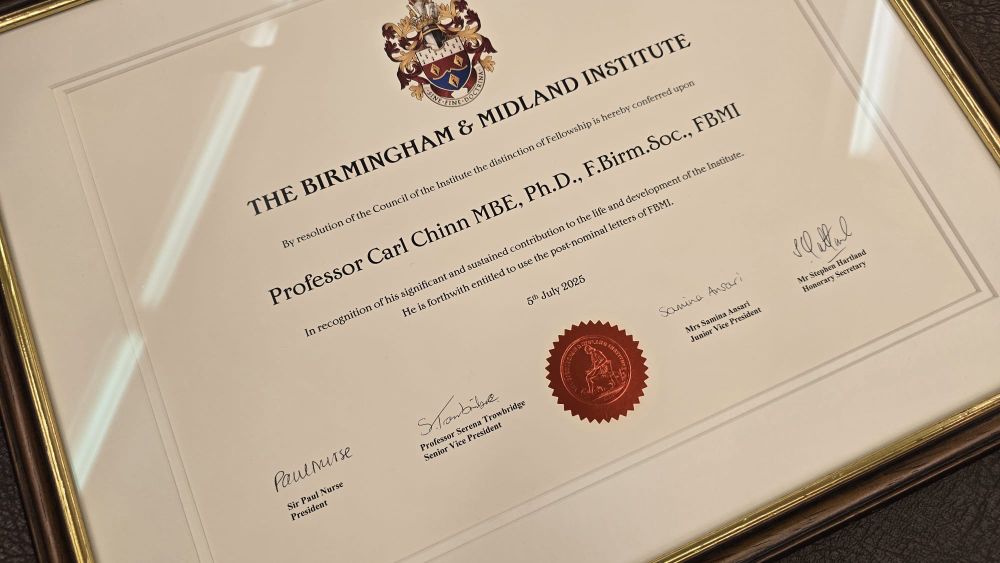 SINE·FINE·DOCTRINA
THE BIRMINGHAM & MIDLAND INSTITUTE
By resolution of the Council of the Institute the distinction of Fellowship is hereby conferred upon
Professor Carl Chinn MBE, Ph.D., F.Birm.Soc., FBMI
In recognition of his significant and sustained contribution to the life and development of the Institute.
He is forthwith entitled to use the post-nominal letters of FBMI.
5th July 2025
Paul Nurse
Sir Paul Nurse
President
S. Trowbridge
Professor Serena Trowbridge
Senior Vice President
Samina Ansari
Mrs Samina Ansari
Junior Vice President
Mr Stephen Hartland
Honorary Secretary